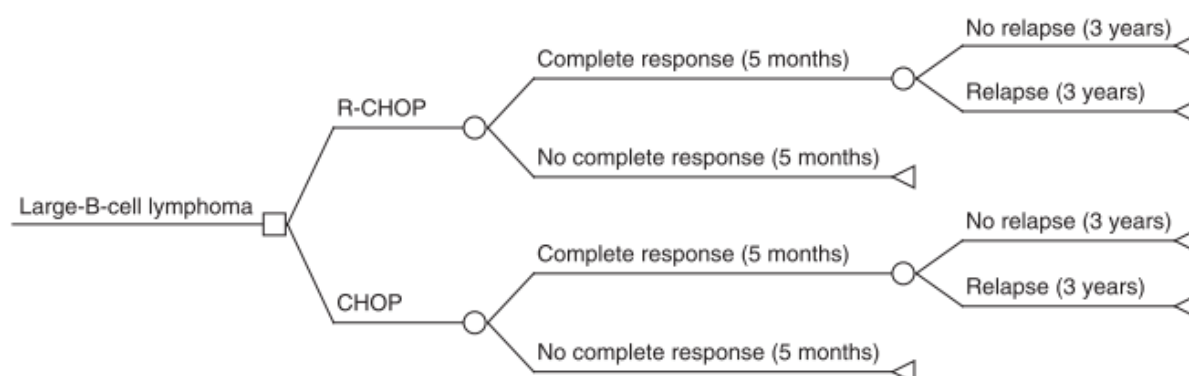 No relapse (3 years)
Complete response (5 months)
Relapse (3 years)
R-CHOP
No complete response (5 months)
Large-B-cell lymphoma
No relapse (3 years)
Complete response (5 months)
Relapse (3 years)
CHOP
No complete response (5 months)